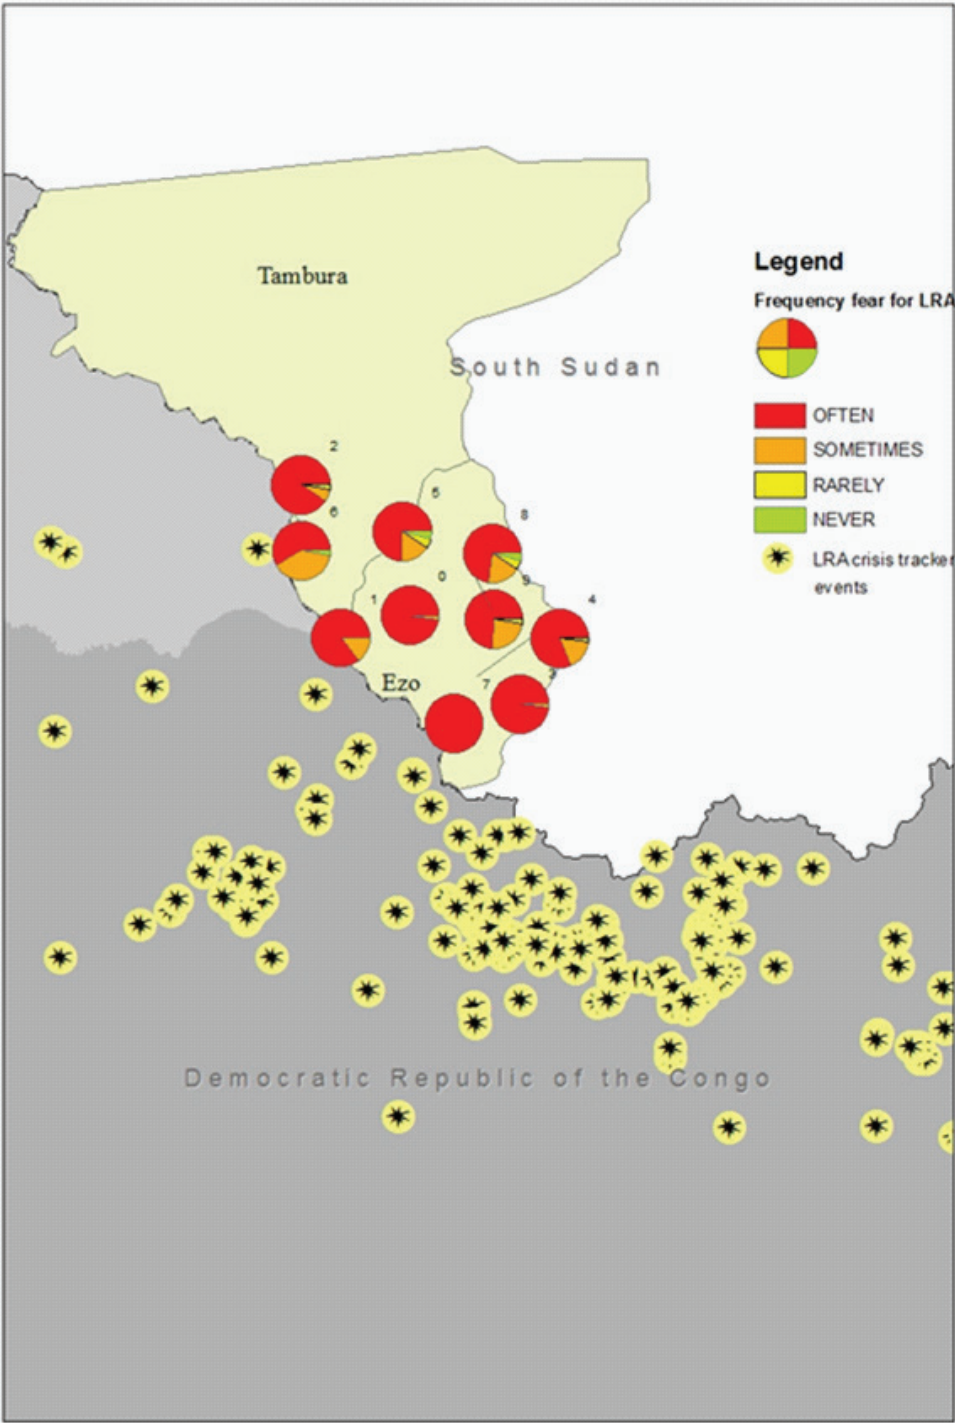 Tambura
Legend
Frequency fear for LRA
South Sudan
OFTEN
SOMETIMES
RARELY
NEVER
LRA crisis tracker
events
2
6
6
8
0
9
1
4
3
7
Ezo
Democratic Republic of the Congo